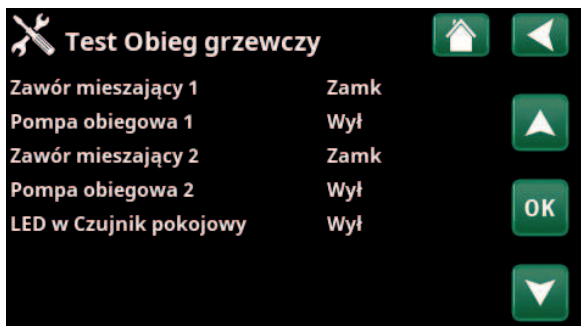 Test Obieg grzewczy
Zawór mieszający 1 Zamk
Pompa obiegowa 1 Wył
Zawór mieszający 2 Zamk
Pompa obiegowa 2 Wył
OK
LED w Czujnik pokojowy Wył